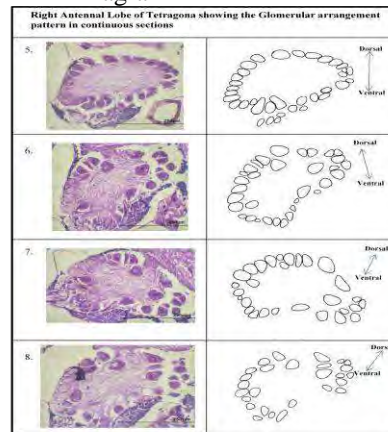 Right Antennal Lobe of Tetragona showing the Glomerular arrangement
pattern in continuous sections
5.
Dorsal
Ventral
6.
Dorsal
Ventral
7.
Dorsal
Ventral
8.
Dorsal
Ventral